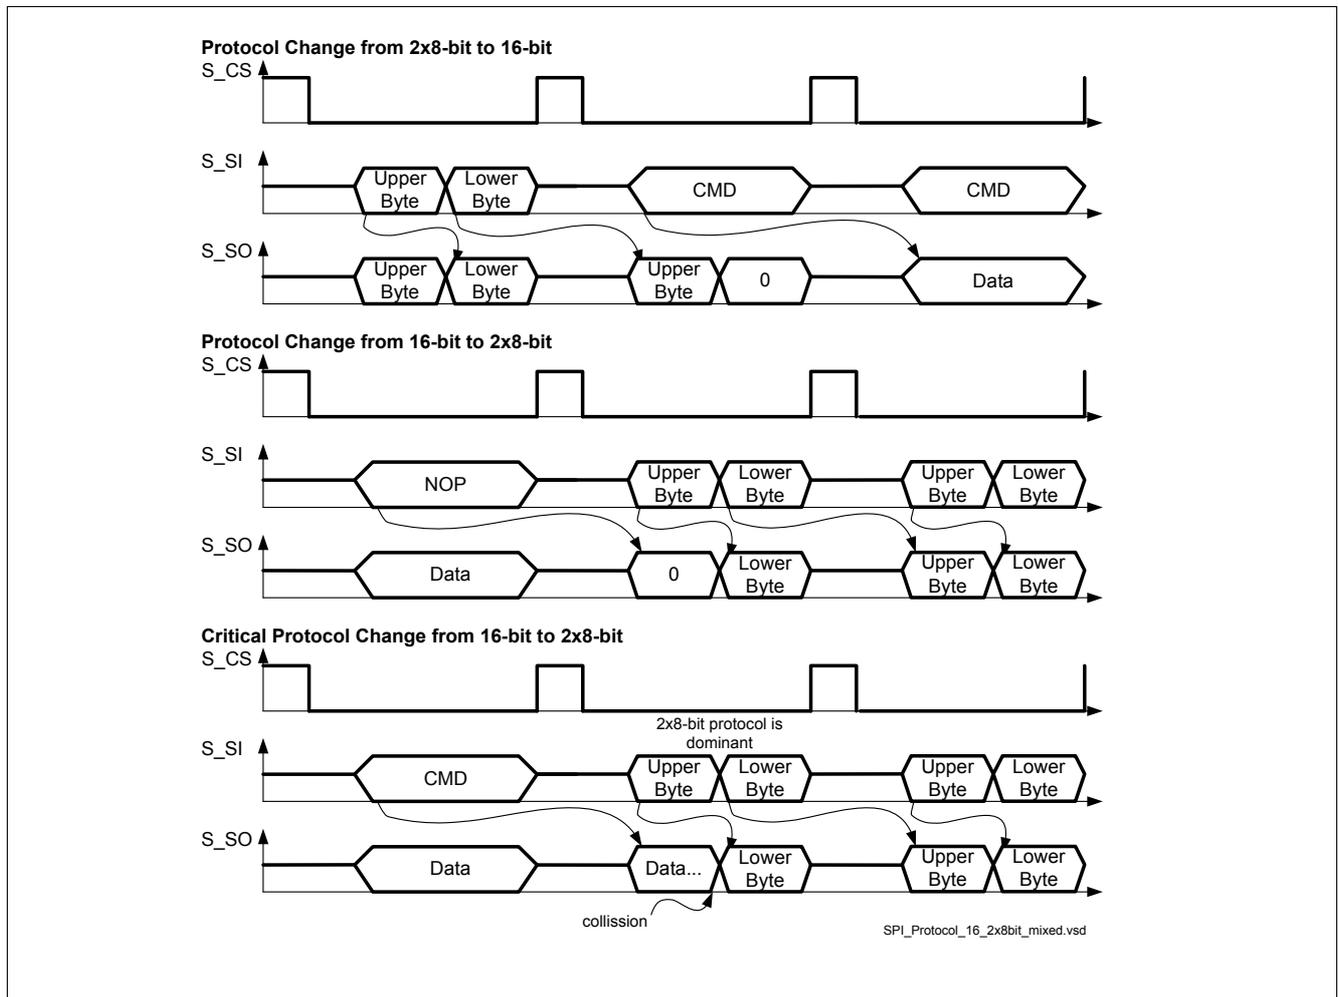 Protocol Change from 2x8-bit to 16-bit
S_CS
S_SI
Upper
Byte
Lower
Byte
CMD
CMD
S_SO
Upper
Byte
Lower
Byte
Upper
Byte
0
Data
Protocol Change from 16-bit to 2x8-bit
S_CS
S_SI
NOP
Upper
Byte
Lower
Byte
Upper
Byte
Lower
Byte
S_SO
Data
0
Lower
Byte
Upper
Byte
Lower
Byte
Critical Protocol Change from 16-bit to 2x8-bit
S_CS
2x8-bit protocol is
dominant
S_SI
CMD
Upper
Byte
Lower
Byte
Upper
Byte
Lower
Byte
S_SO
Data
Data...
Lower
Byte
Upper
Byte
Lower
Byte
collission
SPI_Protocol_16_2x8bit_mixed.vsd